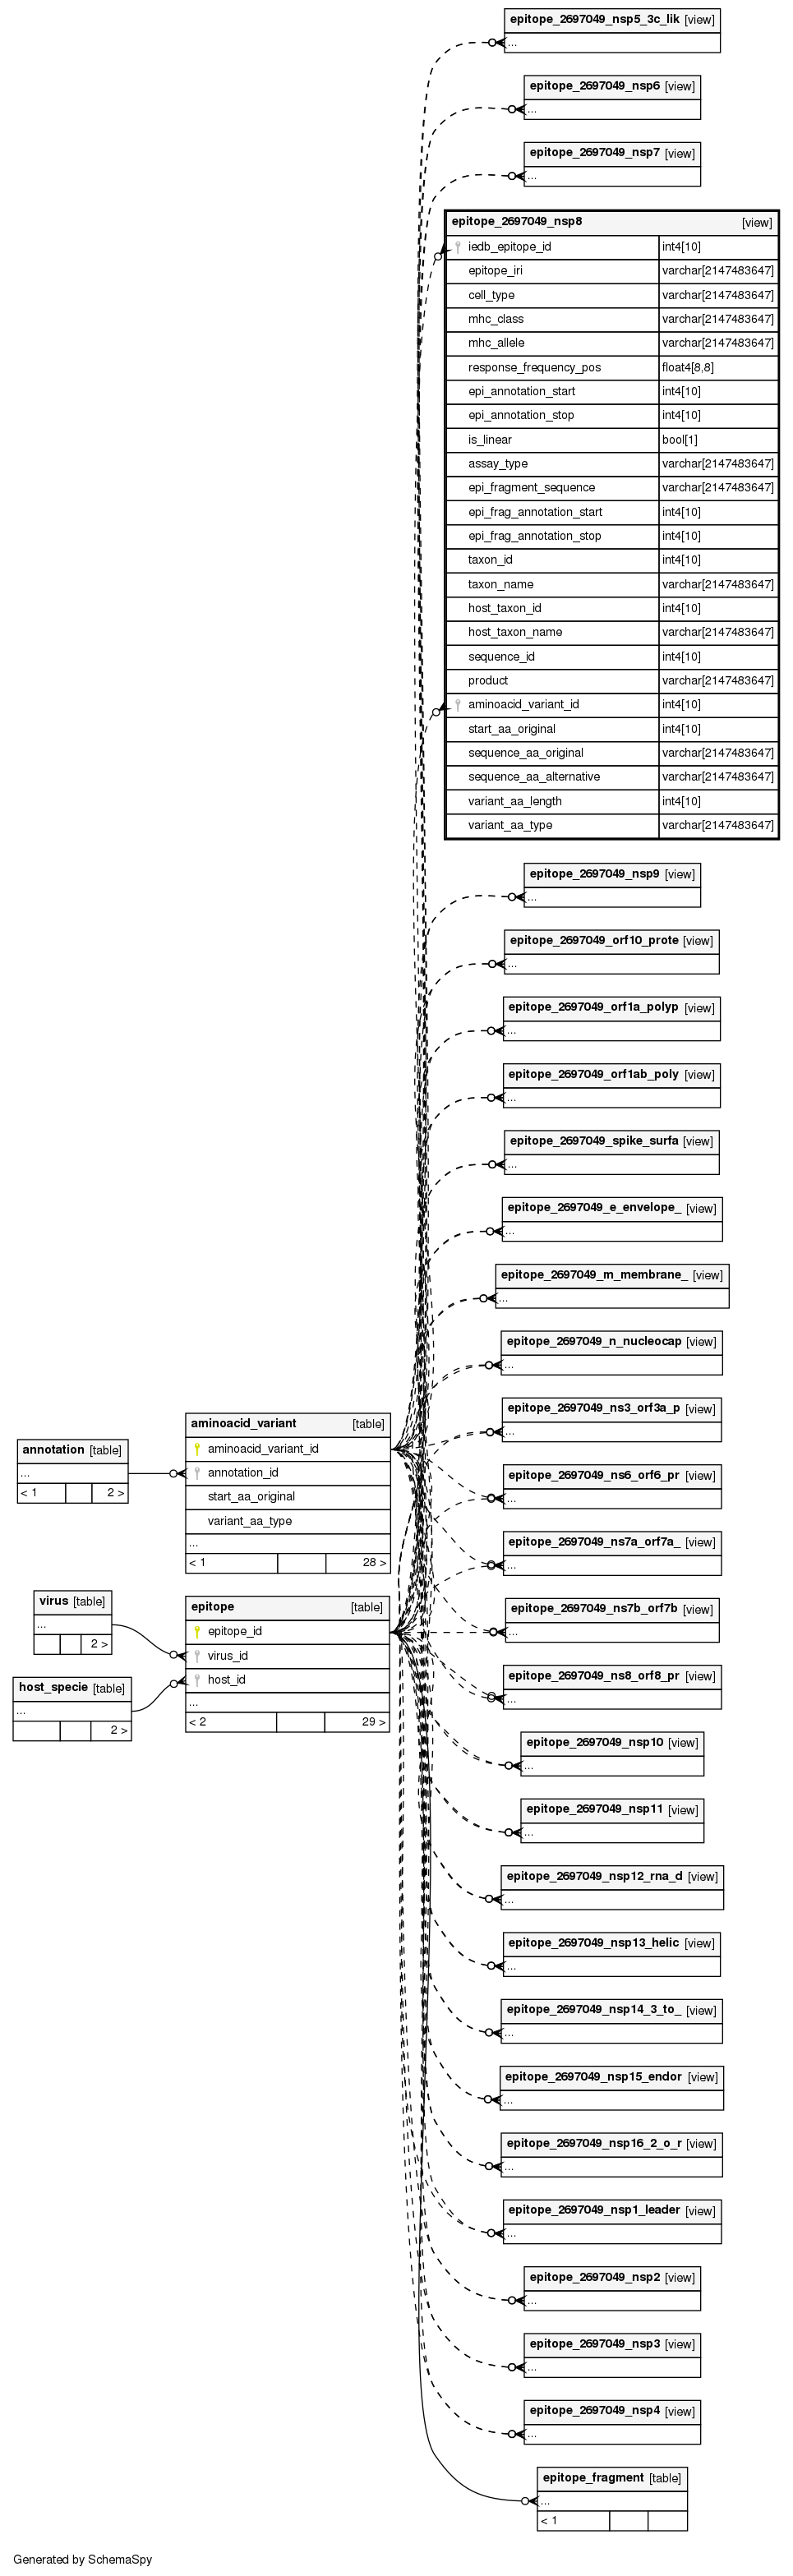 epitope_2697049_nsp5_3c_lik [view]
...
epitope_2697049_nsp6 [view]
...
epitope_2697049_nsp7 [view]
...
epitope_2697049_nsp8 [view]
iedb_epitope_id int4[10]
epitope_iri varchar[2147483647]
cell_type varchar[2147483647]
mhc_class varchar[2147483647]
mhc_allele varchar[2147483647]
response_frequency_pos float4[8,8]
epi_annotation_start int4[10]
epi_annotation_stop int4[10]
is_linear bool[1]
assay_type varchar[2147483647]
epi_fragment_sequence varchar[2147483647]
epi_frag_annotation_start int4[10]
epi_frag_annotation_stop int4[10]
taxon_id int4[10]
taxon_name varchar[2147483647]
host_taxon_id int4[10]
host_taxon_name varchar[2147483647]
sequence_id int4[10]
product varchar[2147483647]
aminoacid_variant_id int4[10]
start_aa_original int4[10]
sequence_aa_original varchar[2147483647]
sequence_aa_alternative varchar[2147483647]
variant_aa_length int4[10]
variant_aa_type varchar[2147483647]
epitope_2697049_nsp9 [view]
...
epitope_2697049_orf10_prote [view]
...
epitope_2697049_orf1a_polyp [view]
...
epitope_2697049_orf1ab_poly [view]
...
epitope_2697049_spike_surfa [view]
...
epitope_2697049_e_envelope_ [view]
...
epitope_2697049_m_membrane_ [view]
...
epitope_2697049_n_nucleocap [view]
...
epitope_2697049_ns3_orf3a_p [view]
...
epitope_2697049_ns6_orf6_pr [view]
...
epitope_2697049_ns7a_orf7a_ [view]
...
epitope_2697049_ns7b_orf7b [view]
...
epitope_2697049_ns8_orf8_pr [view]
...
epitope_2697049_nsp10 [view]
...
epitope_2697049_nsp11 [view]
...
epitope_2697049_nsp12_rna_d [view]
...
epitope_2697049_nsp13_helic [view]
...
epitope_2697049_nsp14_3_to_ [view]
...
epitope_2697049_nsp15_endor [view]
...
epitope_2697049_nsp16_2_o_r [view]
...
epitope_2697049_nsp1_leader [view]
...
epitope_2697049_nsp2 [view]
...
epitope_2697049_nsp3 [view]
...
epitope_2697049_nsp4 [view]
...
epitope_fragment [table]
...
< 1
annotation [table]
...
< 1 2 >
aminoacid_variant [table]
aminoacid_variant_id
annotation_id
start_aa_original
variant_aa_type
...
< 1 28 >
virus [table]
...
2 >
host_specie [table]
...
2 >
epitope [table]
epitope_id
virus_id
host_id
...
< 2 29 >
Generated by SchemaSpy